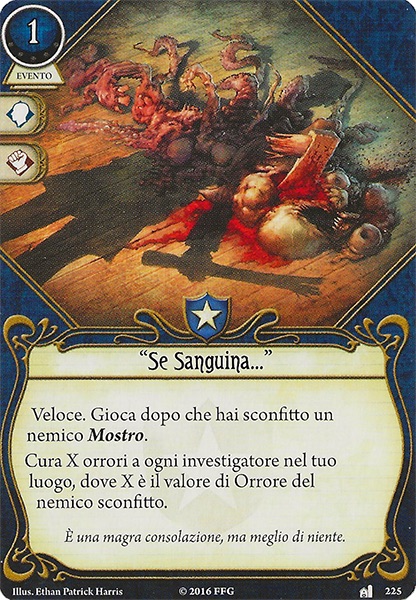 1
EVENTO
“Se Sanguina...”
Veloce. Gioca dopo che hai sconfitto un
nemico Mostro.
Cura X orrori a ogni investigatore nel tuo
luogo, dove X è il valore di Orrore del
nemico sconfitto.
È una magra consolazione, ma meglio di niente.
Illus. Ethan Patrick Harris © 2016 FFG 225